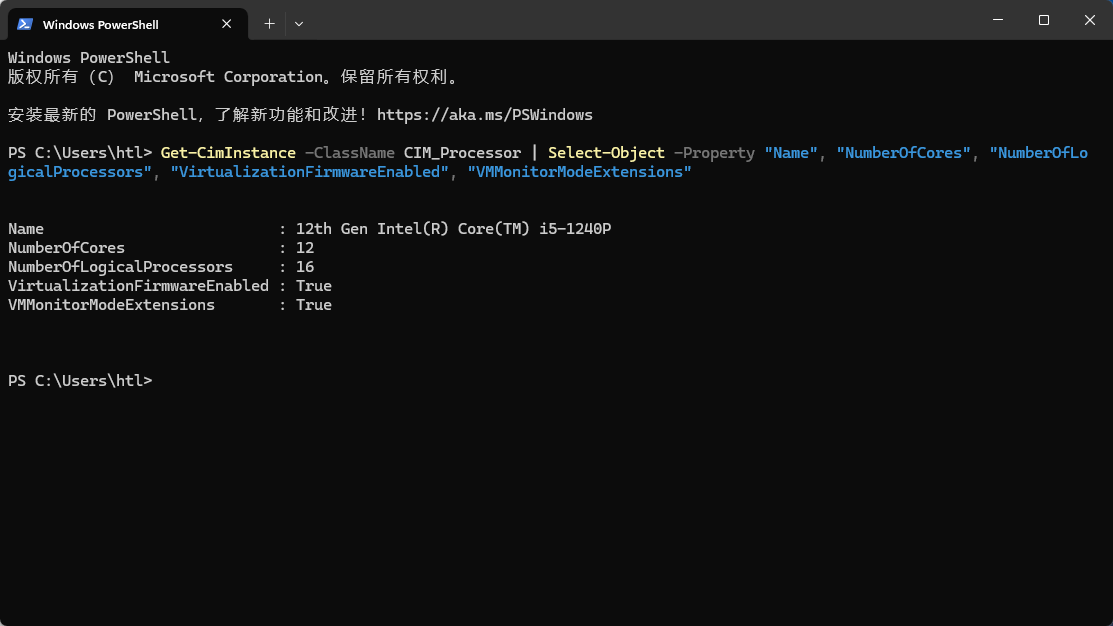 Windows PowerShell
Windows PowerShell
版权所有 (C) Microsoft Corporation。保留所有权利。
安装最新的 PowerShell，了解新功能和改进！https://aka.ms/PSWindows
PS C:\Users\htl> Get-CimInstance -ClassName CIM_Processor | Select-Object -Property "Name", "NumberOfCores", "NumberOfLo
gicalProcessors", "VirtualizationFirmwareEnabled", "VMMonitorModeExtensions"
Name                          : 12th Gen Intel(R) Core(TM) i5-1240P
NumberOfCores                 : 12
NumberOfLogicalProcessors     : 16
VirtualizationFirmwareEnabled : True
VMMonitorModeExtensions       : True
PS C:\Users\htl>